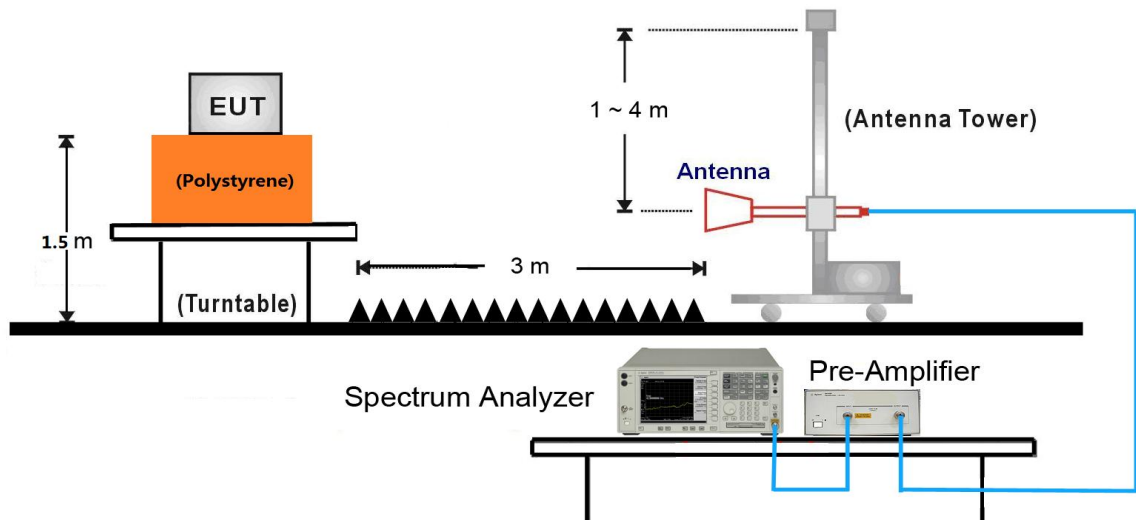 EUT
(Polystyrene)
1.5 m
(Turntable)
3 m
1 ~ 4 m
Antenna
(Antenna Tower)
Spectrum Analyzer
Pre-Amplifier